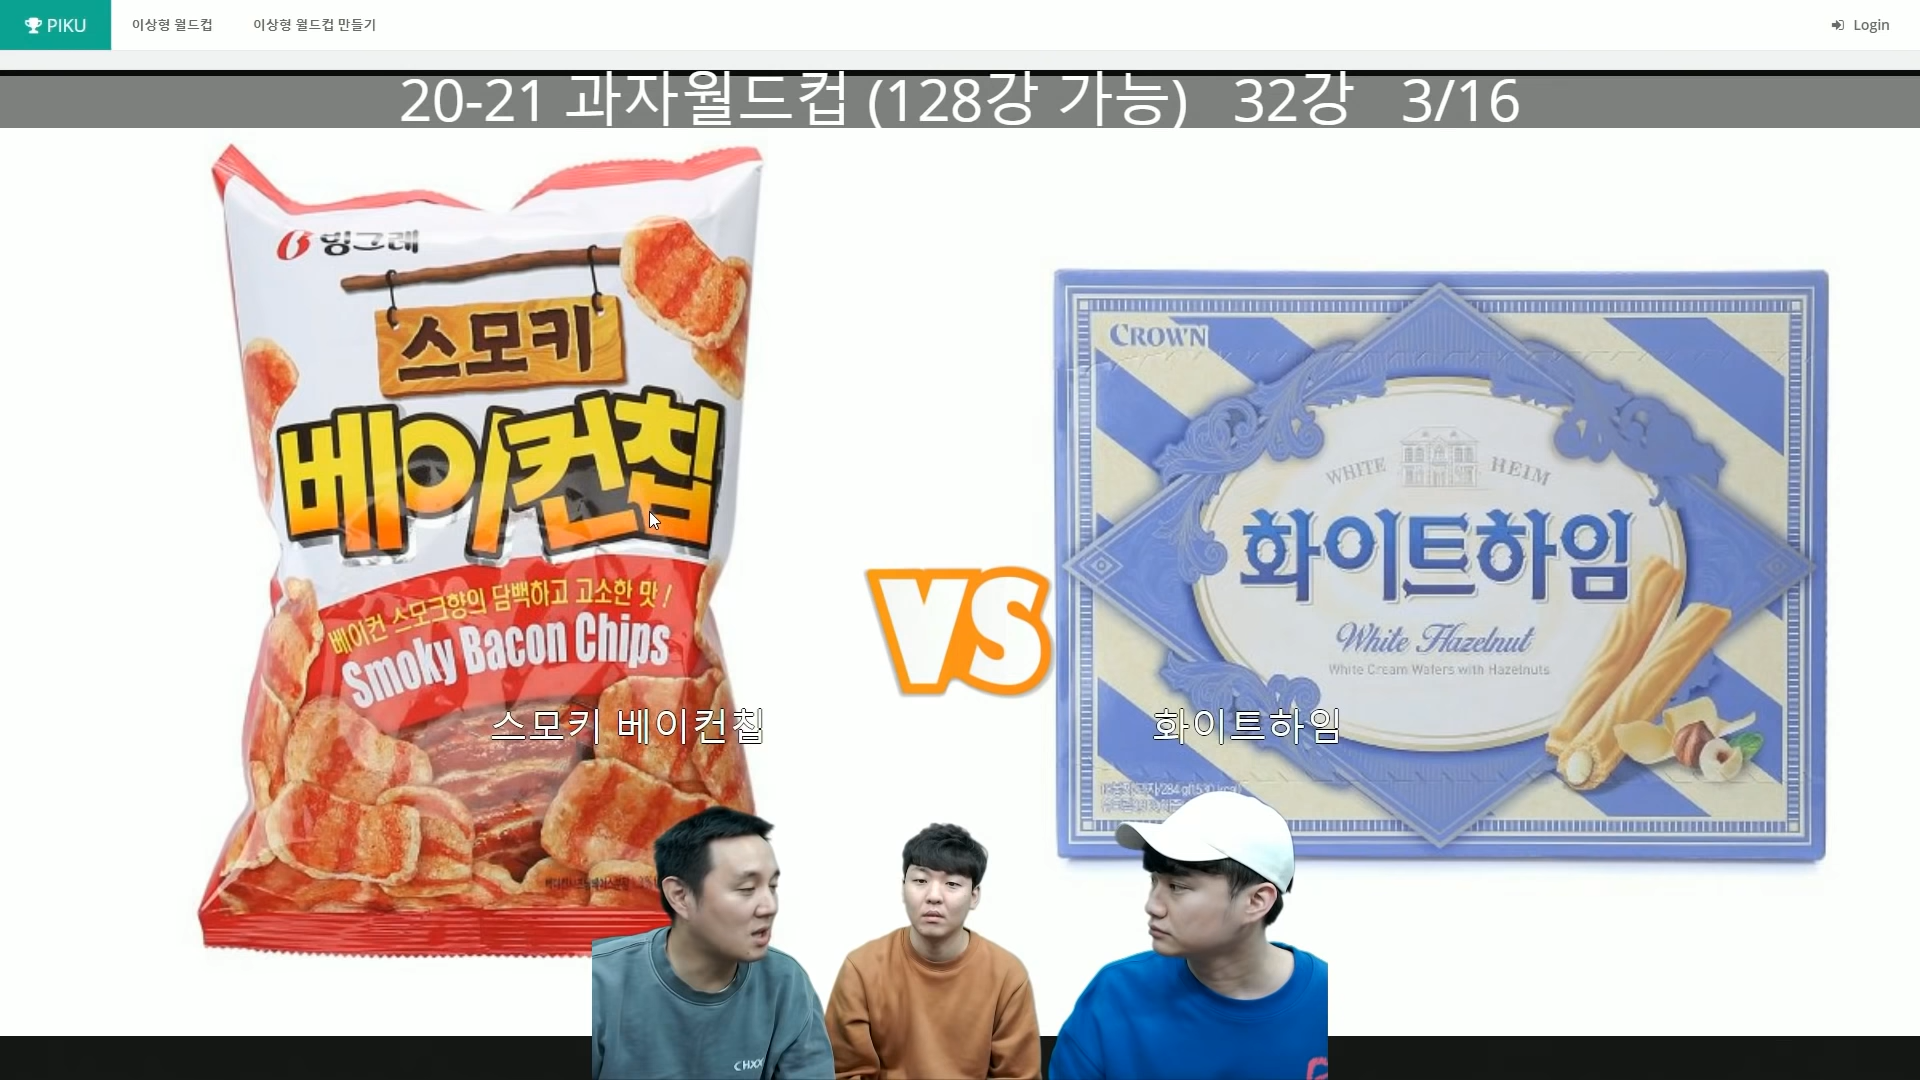 PIKU
이상형 월드컵
이상형 월드컵 만들기
Login
20-21 과자월드컵 (128강 가능) 32강 3/16
빙그레
스모키
베이컨칩
베이컨 스모크향의 담백하고 고소한 맛!
Smoky Bacon Chips
스모키 베이컨칩
VS
CROWN
WHITE HEIM
화이트하임
White Hazelnut
White Cream Wafers with Hazelnuts
화이트하임